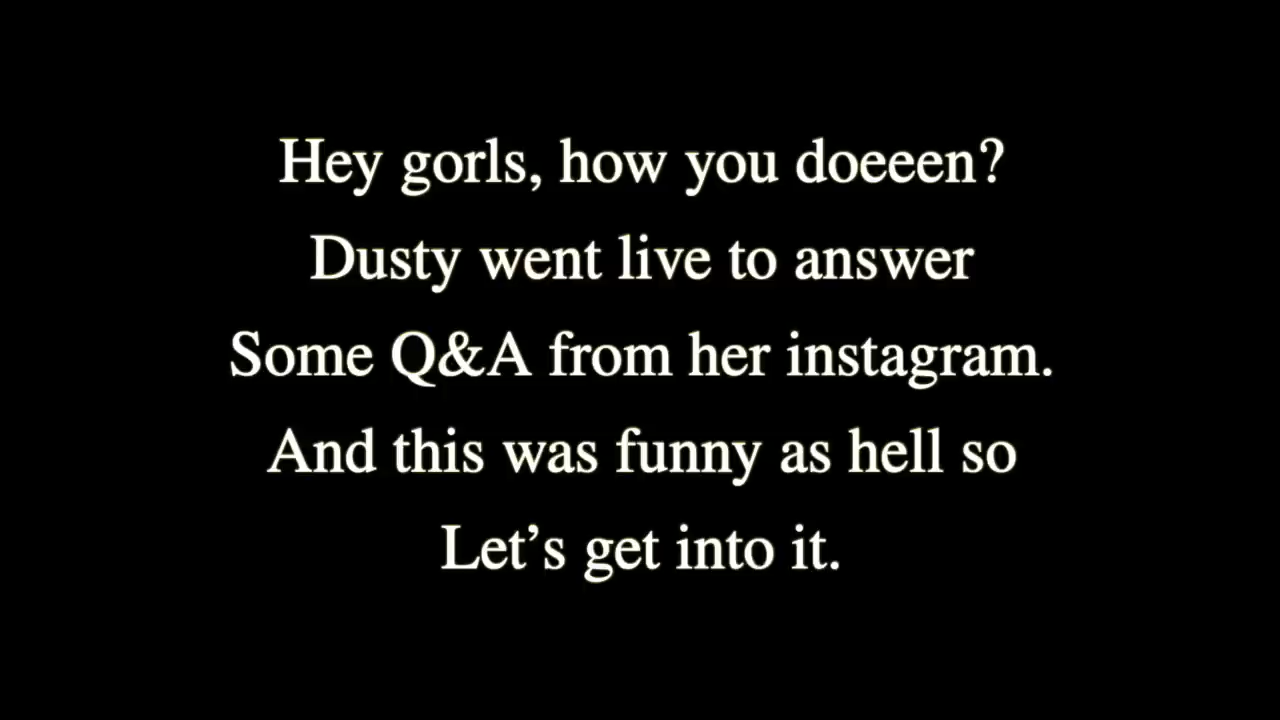 Hey gorls, how you doeeen?
Dusty went live to answer
Some Q&A from her instagram.
And this was funny as hell so
Let’s get into it.